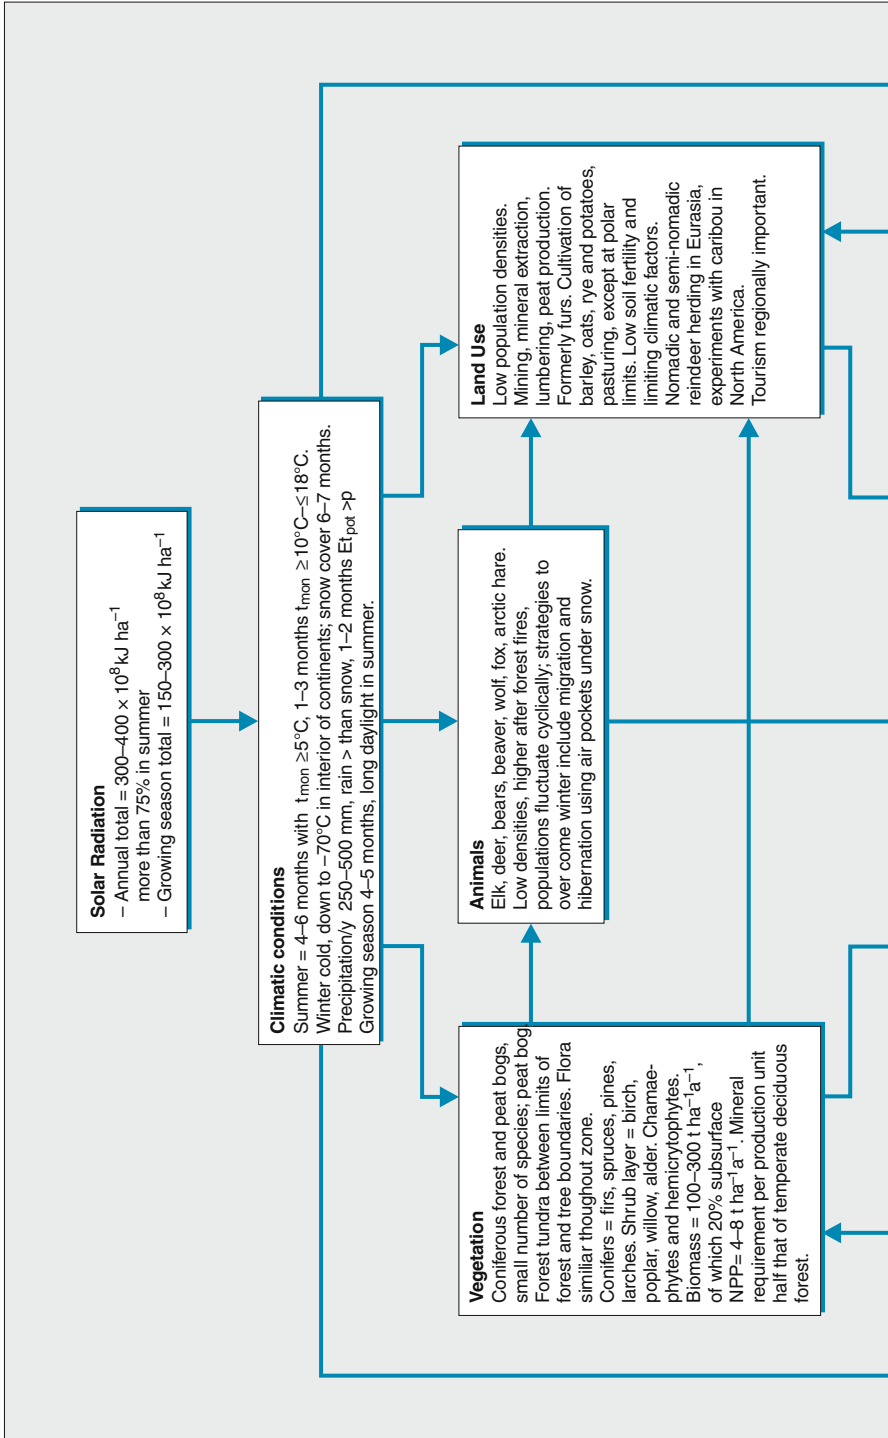 Solar Radiation
– Annual total = 300–400 × 10⁸ kJ ha⁻¹
more than 75% in summer
– Growing season total = 150–300 × 10⁸ kJ ha⁻¹
Climatic conditions
Summer = 4–6 months with tmon ≥5°C, 1–3 months tmon ≥10°C–≤18°C.
Winter cold, down to –70°C in interior of continents; snow cover 6–7 months.
Precipitation/y 250–500 mm, rain > than snow, 1–2 months Etpot >p
Growing season 4–5 months, long daylight in summer.
Vegetation
Coniferous forest and peat bogs,
small number of species; peat bog.
Forest tundra between limits of
forest and tree boundaries. Flora
similiar thoughout zone.
Conifers = firs, spruces, pines,
larches. Shrub layer = birch,
poplar, willow, alder. Chamae-
phytes and hemicrytophytes.
Biomass = 100–300 t ha⁻¹a⁻¹,
of which 20% subsurface
NPP= 4–8 t ha⁻¹a⁻¹. Mineral
requirement per production unit
half that of temperate deciduous
forest.
Animals
Elk, deer, bears, beaver, wolf, fox, arctic hare.
Low densities, higher after forest fires,
populations fluctuate cyclically; strategies to
over come winter include migration and
hibernation using air pockets under snow.
Land Use
Low population densities.
Mining, mineral extraction,
lumbering, peat production.
Formerly furs. Cultivation of
barley, oats, rye and potatoes,
pasturing, except at polar
limits. Low soil fertility and
limiting climatic factors.
Nomadic and semi-nomadic
reindeer herding in Eurasia,
experiments with caribou in
North America.
Tourism regionally important.